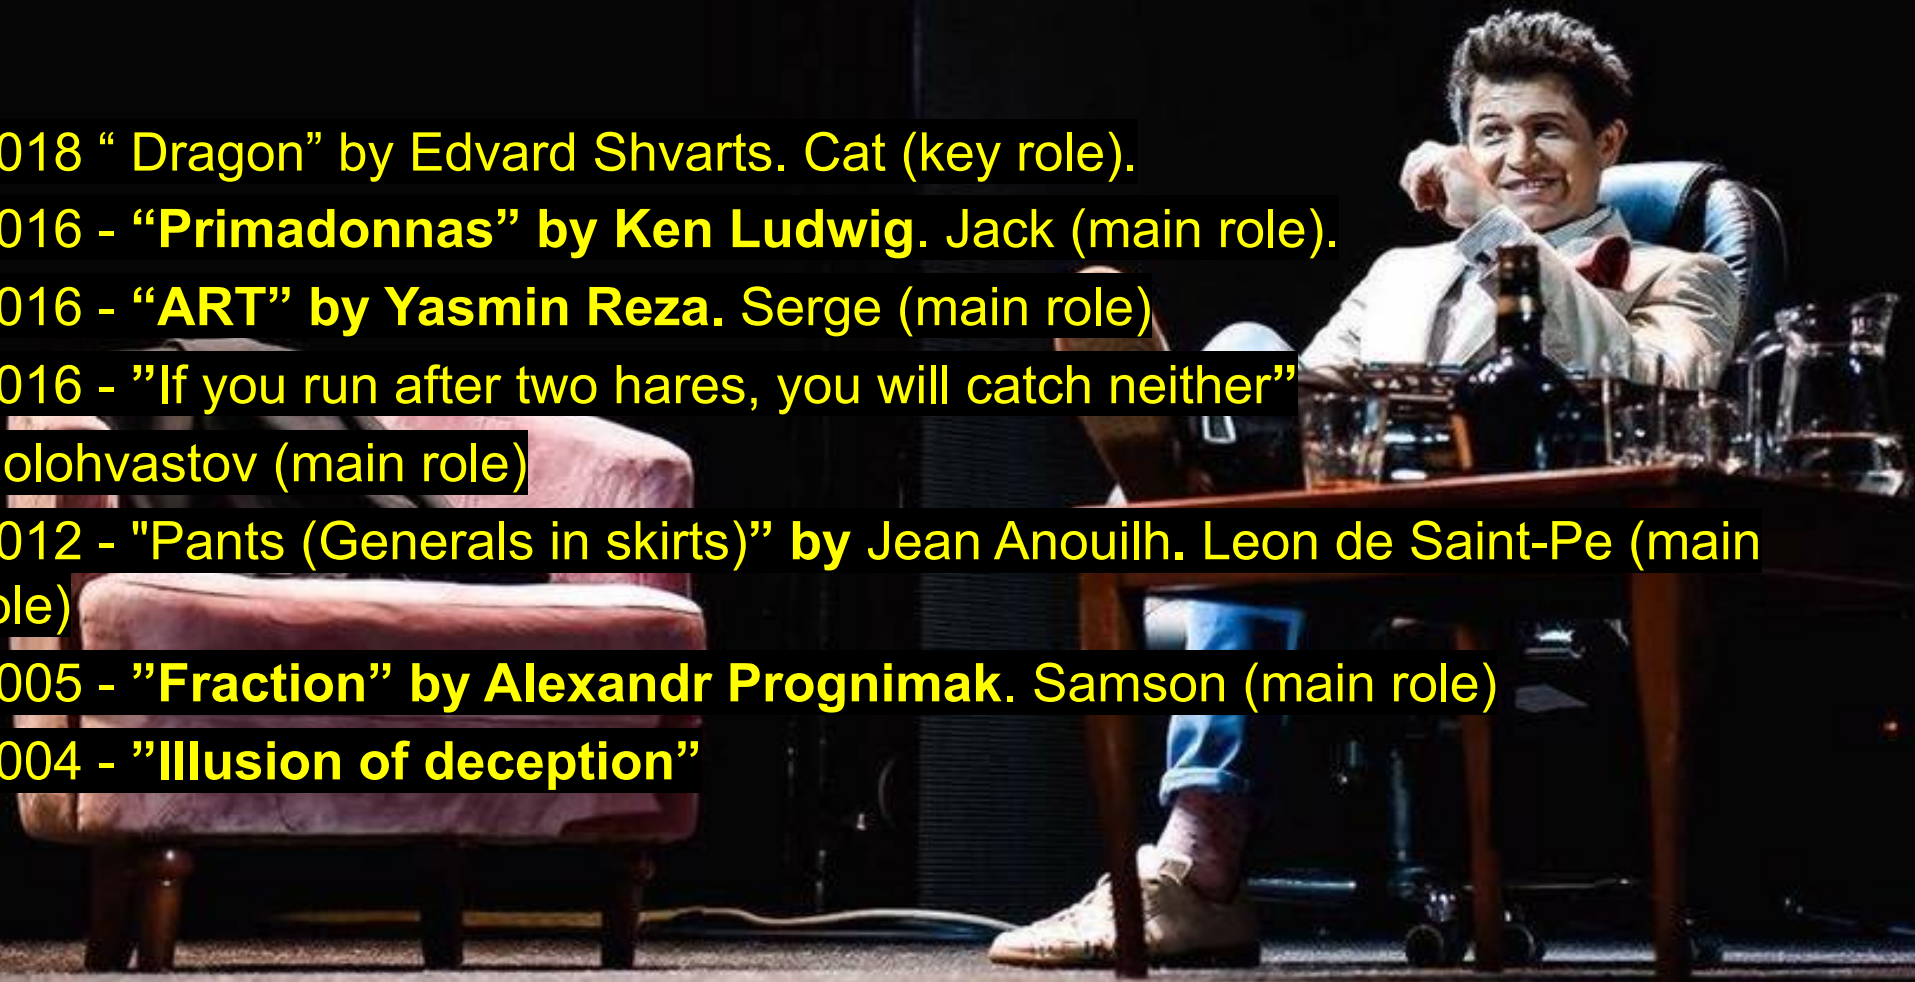 018 “ Dragon” by Edvard Shvarts. Cat (key role).
016 - “Primadonnas” by Ken Ludwig. Jack (main role).
016 - “ART” by Yasmin Reza. Serge (main role)
016 - ”If you run after two hares, you will catch neither”
olohvastov (main role)
012 - "Pants (Generals in skirts)” by Jean Anouilh. Leon de Saint-Pe (main
ole)
005 - ”Fraction” by Alexandr Prognimak. Samson (main role)
004 - ”Illusion of deception”